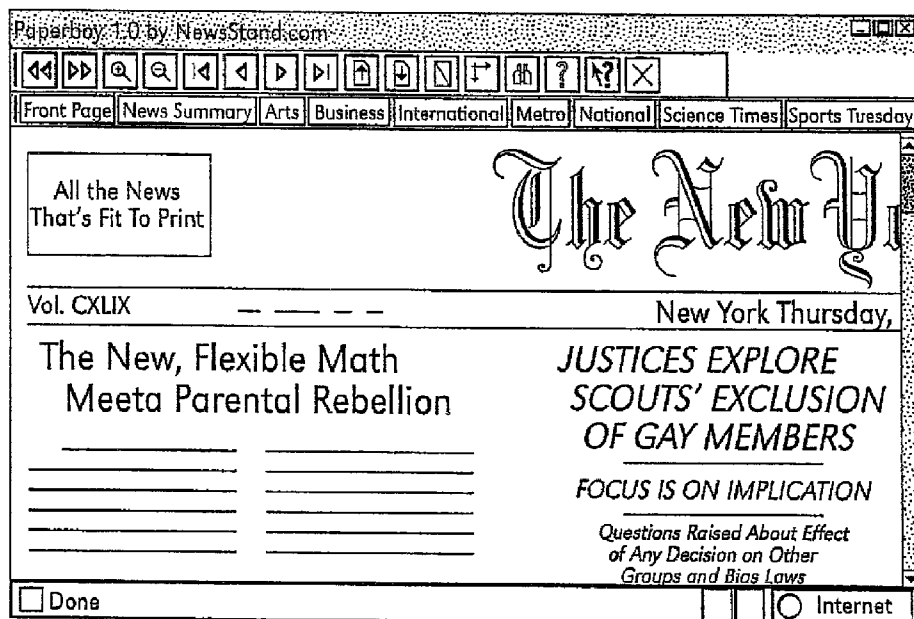 Paperboy 1.0 by NewsStand.com
Front Page News Summary Arts Business International Metro National Science Times Sports Tuesday
All the News
That's Fit To Print
The New Y
Vol. CXLIX
New York Thursday,
The New, Flexible Math
Meeta Parental Rebellion
JUSTICES EXPLORE
SCOUTS' EXCLUSION
OF GAY MEMBERS
FOCUS IS ON IMPLICATION
Questions Raised About Effect
of Any Decision on Other
Groups and Bias Laws
Done
Internet